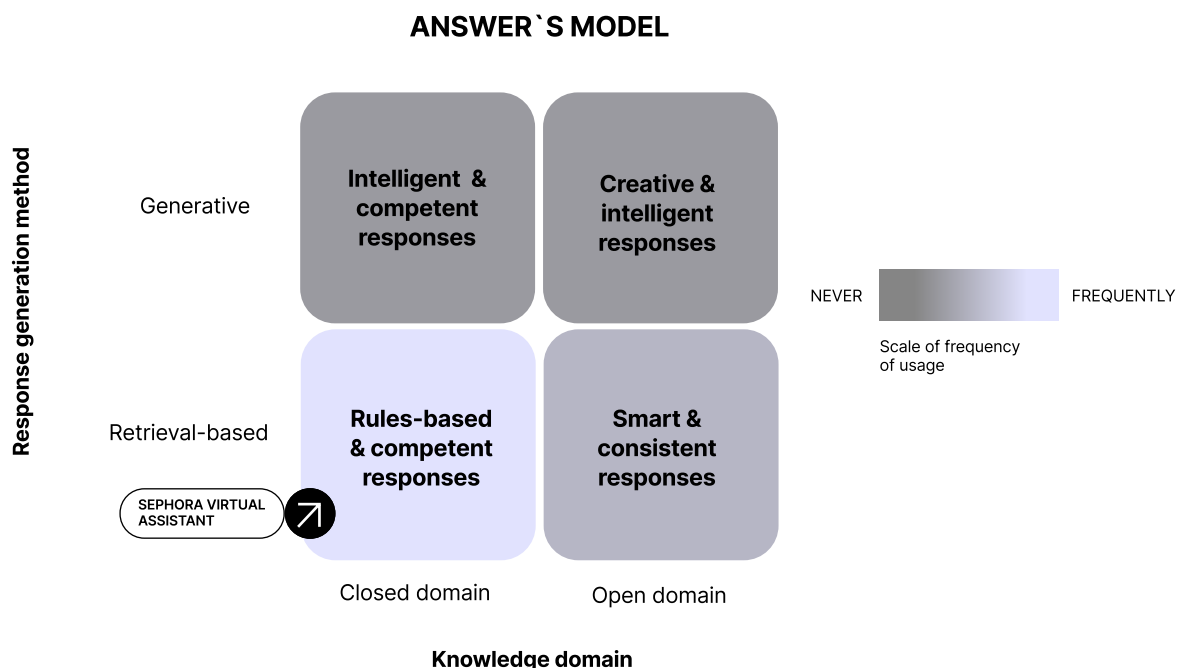 ANSWER`S MODEL
Response generation method
Generative
Intelligent &
competent
responses
Creative &
intelligent
responses
NEVER
FREQUENTLY
Scale of frequency
of usage
Retrieval-based
Rules-based
& competent
responses
Smart &
consistent
responses
SEPHORA VIRTUAL
ASSISTANT
Closed domain
Open domain
Knowledge domain